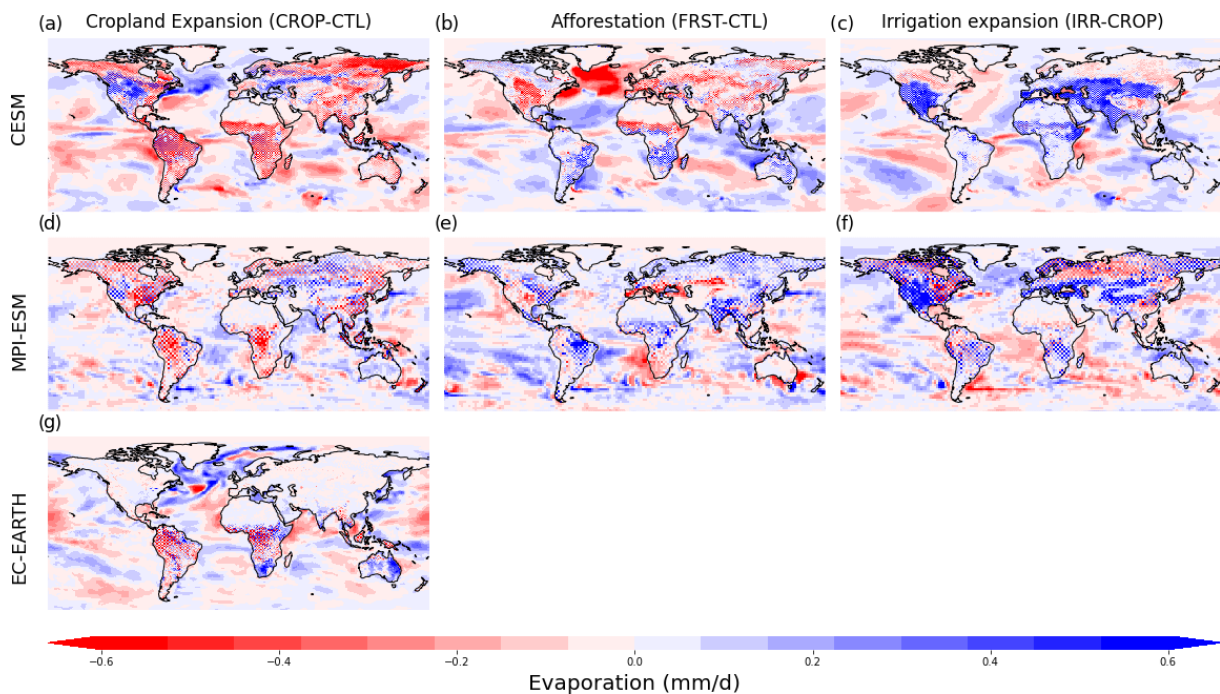 (a) Cropland Expansion (CROP-CTL)
(b) Afforestation (FRST-CTL)
(c) Irrigation expansion (IRR-CROP)
CESM
(d)
(e)
(f)
MPI-ESM
(g)
EC-EARTH
−0.6 −0.4 −0.2 0.0 0.2 0.4 0.6
Evaporation (mm/d)